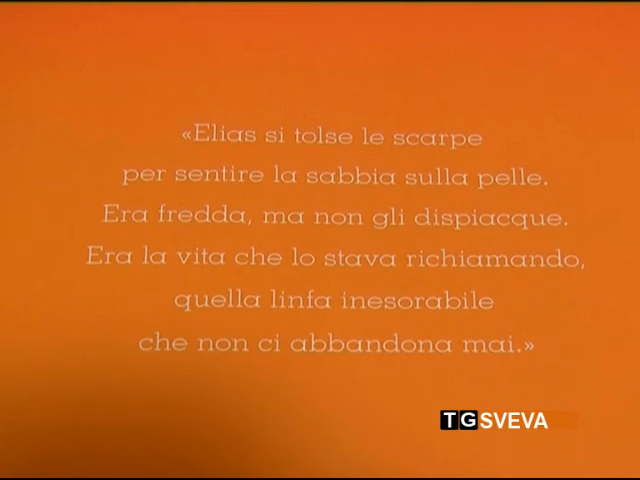 «Elias si tolse le scarpe
per sentire la sabbia sulla pelle.
Era fredda, ma non gli dispiacque.
Era la vita che lo stava richiamando,
quella linfa inesorabile
che non ci abbandona mai.»
TGSVEVA